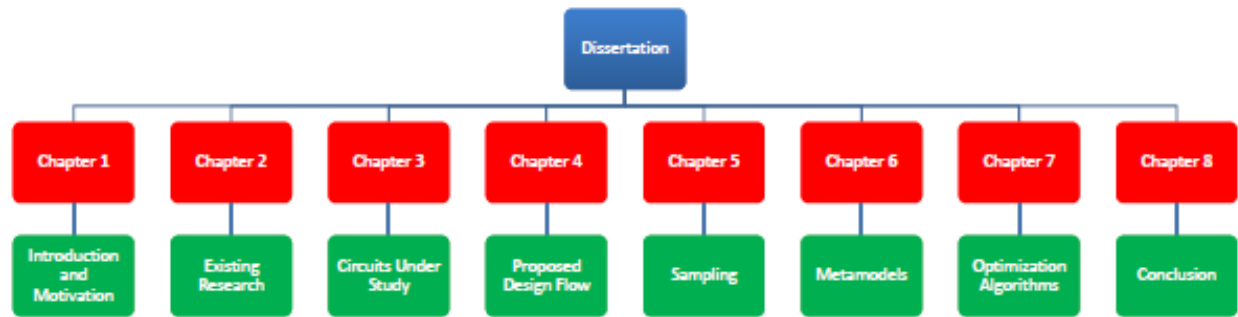 Dissertation
Chapter 1
Chapter 2
Chapter 3
Chapter 4
Chapter 5
Chapter 6
Chapter 7
Chapter 8
Introduction
and
Motivation
Existing
Research
Circuits Under
Study
Proposed
Design Flow
Sampling
Metamodels
Optimization
Algorithms
Conclusion